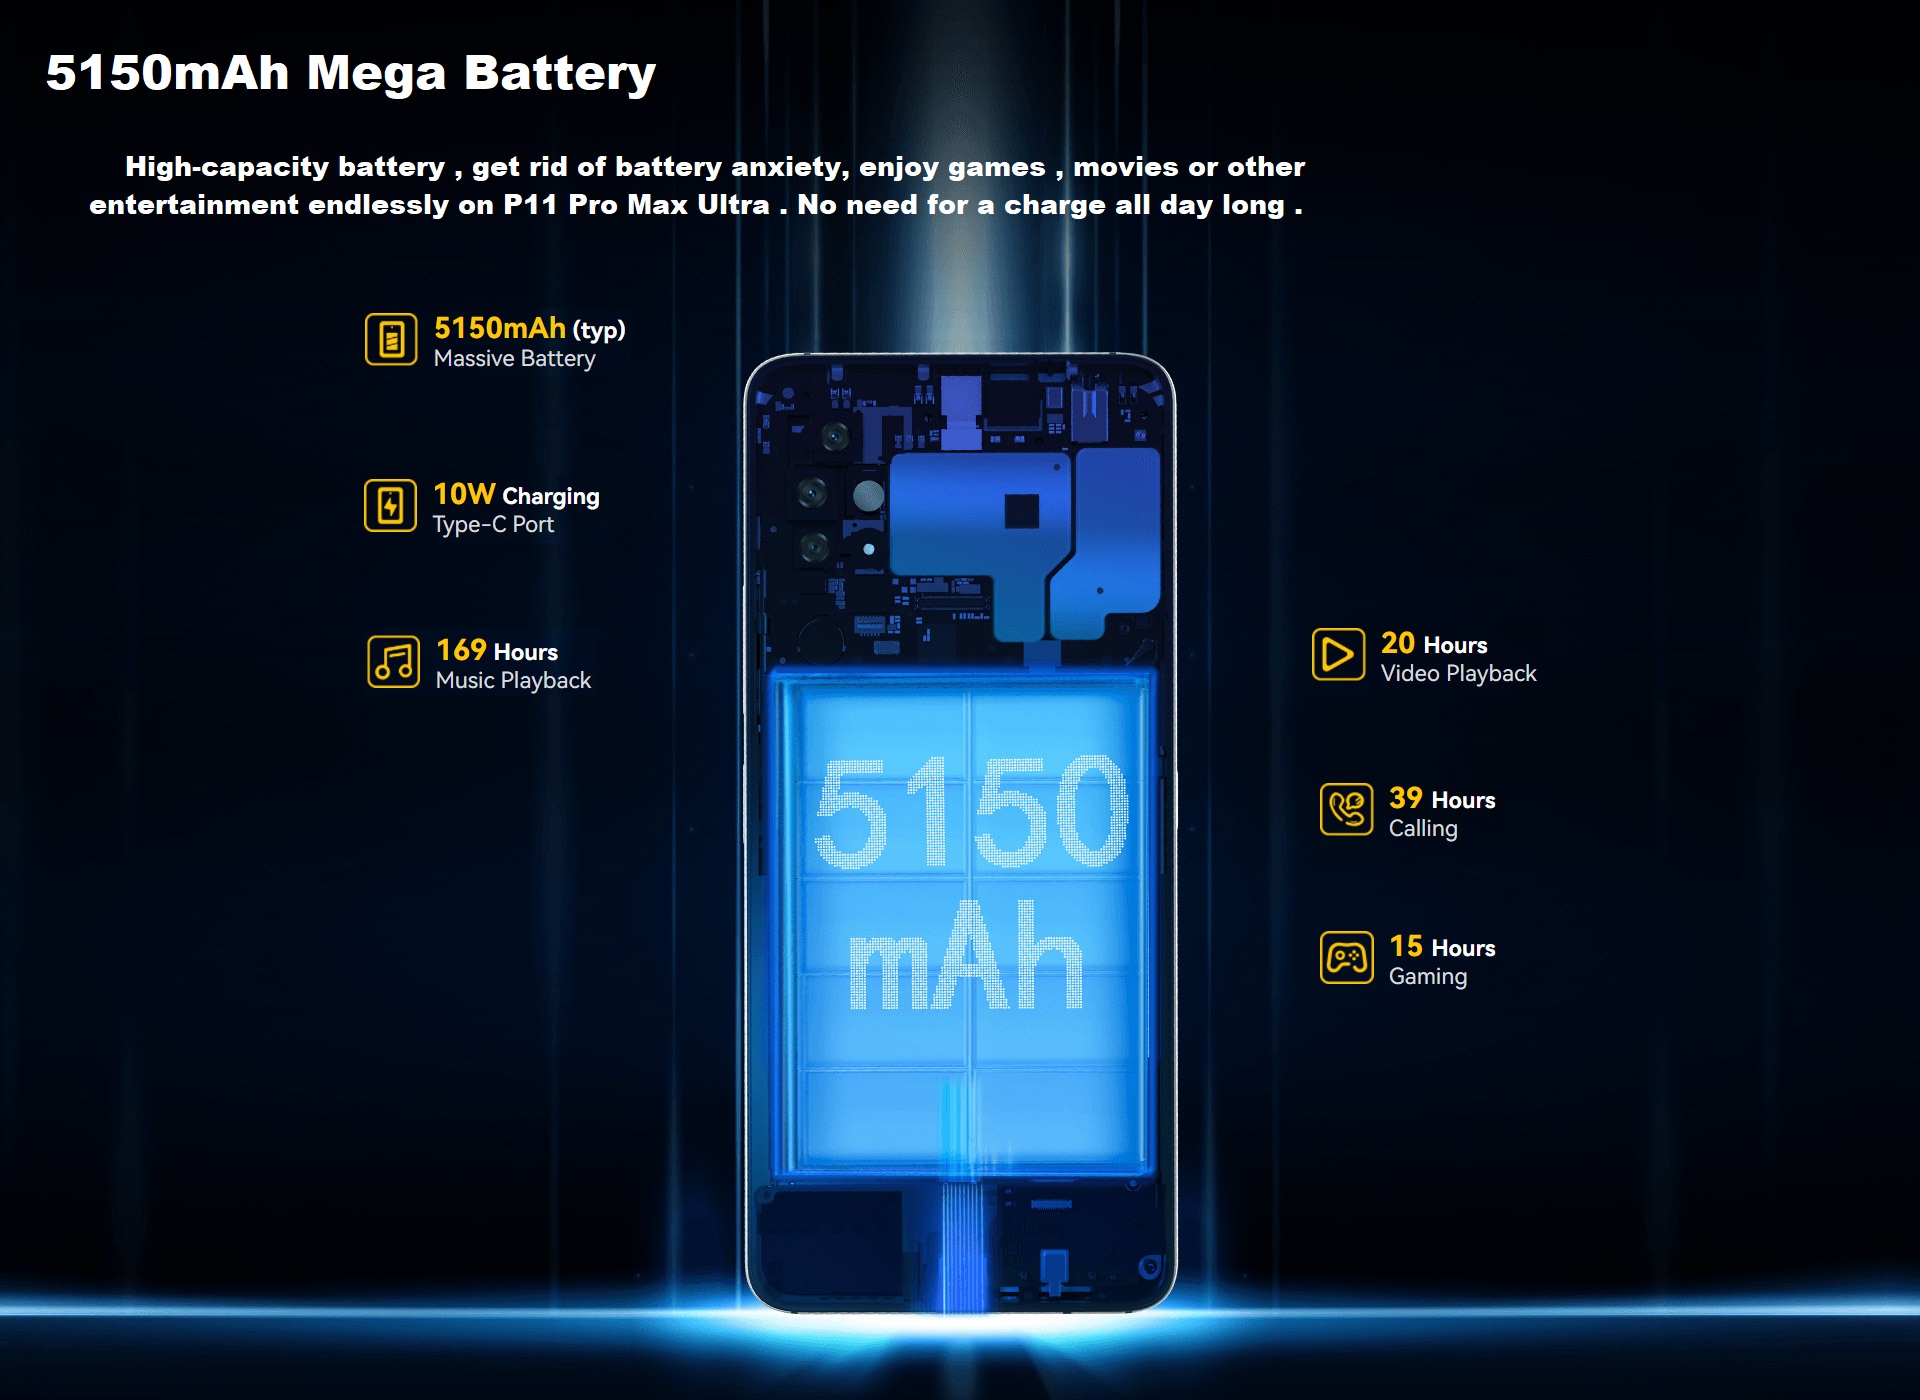 5150mAh Mega Battery
High-capacity battery , get rid of battery anxiety, enjoy games , movies or other
entertainment endlessly on P11 Pro Max Ultra . No need for a charge all day long .
5150mAh (typ)
Massive Battery
10W Charging
Type-C Port
169 Hours
Music Playback
20 Hours
Video Playback
39 Hours
Calling
15 Hours
Gaming
5150
mAh